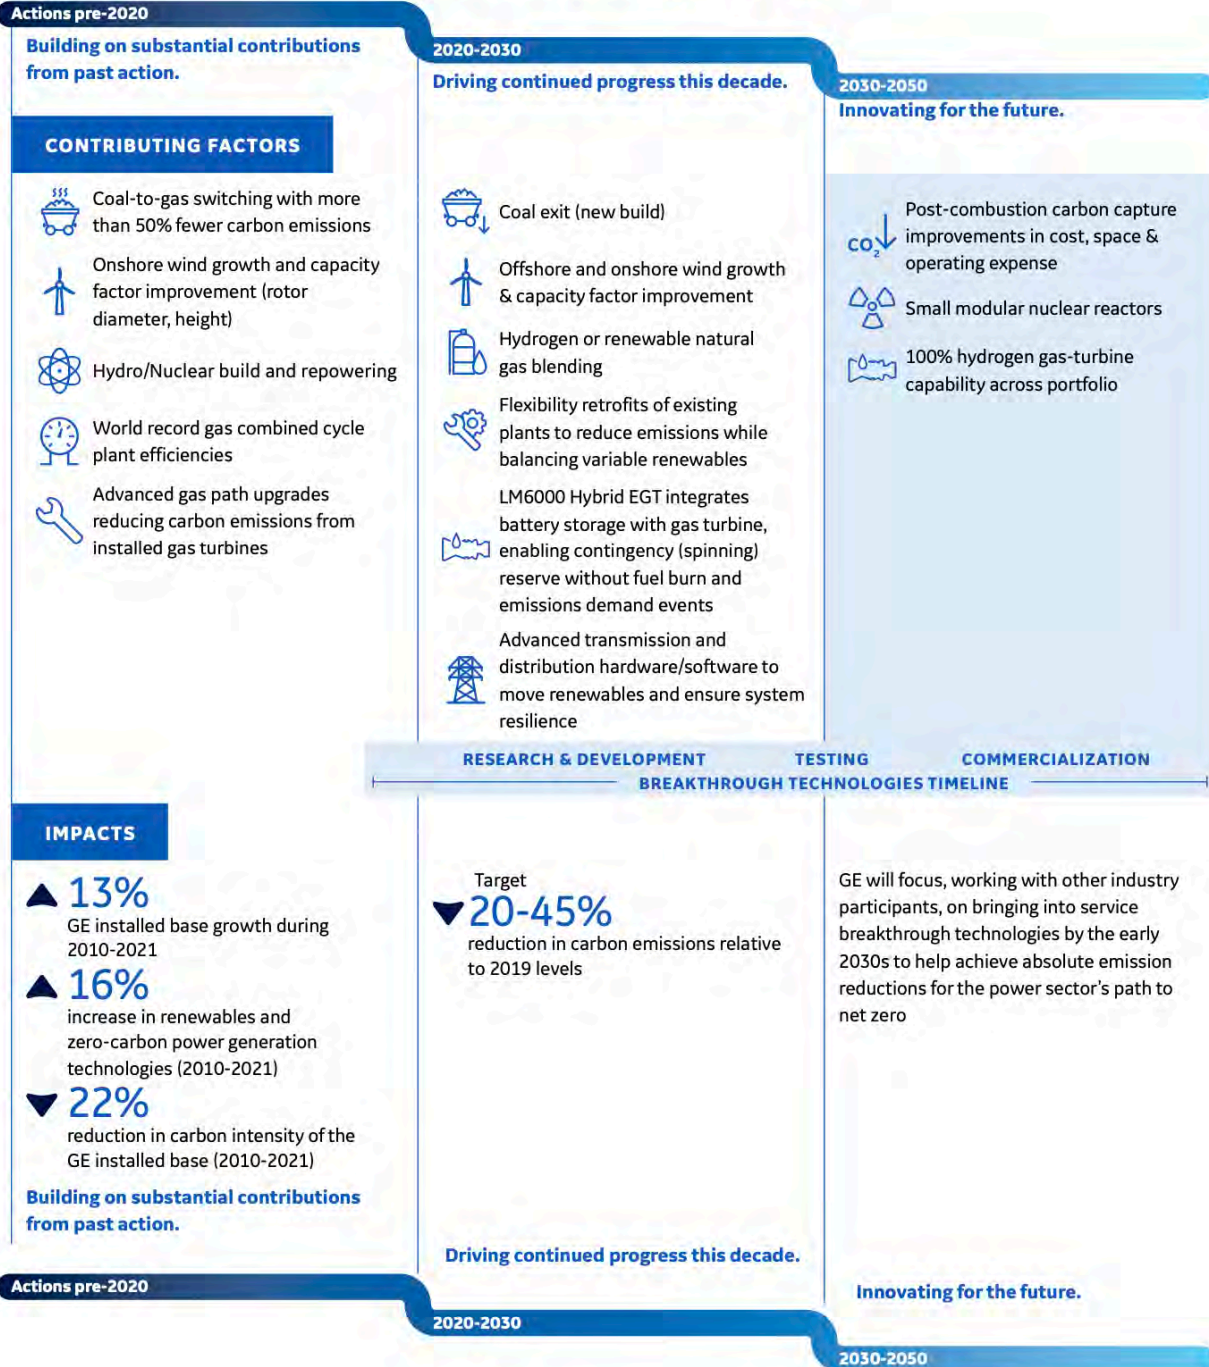 Actions pre-2020
Building on substantial contributions
from past action.
2020-2030
Driving continued progress this decade.
2030-2050
Innovating for the future.
CONTRIBUTING FACTORS
Coal-to-gas switching with more
than 50% fewer carbon emissions
Onshore wind growth and capacity
factor improvement (rotor
diameter, height)
Hydro/Nuclear build and repowering
World record gas combined cycle
plant efficiencies
Advanced gas path upgrades
reducing carbon emissions from
installed gas turbines
Coal exit (new build)
Offshore and onshore wind growth
& capacity factor improvement
Hydrogen or renewable natural
gas blending
Flexibility retrofits of existing
plants to reduce emissions while
balancing variable renewables
LM6000 Hybrid EGT integrates
battery storage with gas turbine,
enabling contingency (spinning)
reserve without fuel burn and
emissions demand events
Advanced transmission and
distribution hardware/software to
move renewables and ensure system
resilience
CO₂
Post-combustion carbon capture
improvements in cost, space &
operating expense
Small modular nuclear reactors
100% hydrogen gas-turbine
capability across portfolio
RESEARCH & DEVELOPMENT TESTING COMMERCIALIZATION
BREAKTHROUGH TECHNOLOGIES TIMELINE
IMPACTS
13%
GE installed base growth during
2010-2021
16%
increase in renewables and
zero-carbon power generation
technologies (2010-2021)
22%
reduction in carbon intensity of the
GE installed base (2010-2021)
Building on substantial contributions
from past action.
Target
20-45%
reduction in carbon emissions relative
to 2019 levels
GE will focus, working with other industry
participants, on bringing into service
breakthrough technologies by the early
2030s to help achieve absolute emission
reductions for the power sector's path to
net zero
Driving continued progress this decade.
Innovating for the future.
Actions pre-2020
2020-2030
2030-2050